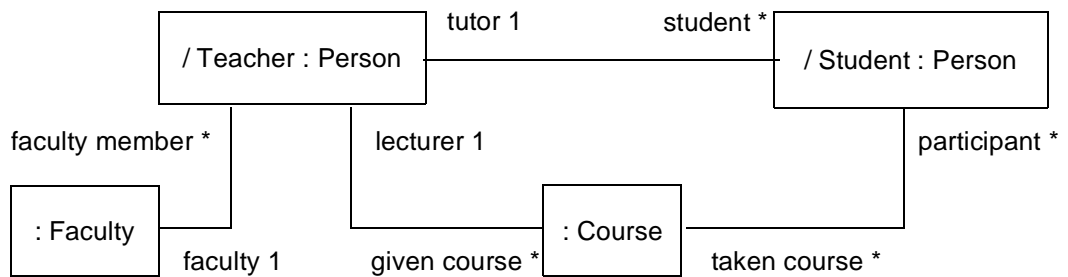 tutor 1
student *
/ Teacher : Person
/ Student : Person
faculty member *
lecturer 1
participant *
: Faculty
: Course
faculty 1
given course *
taken course *